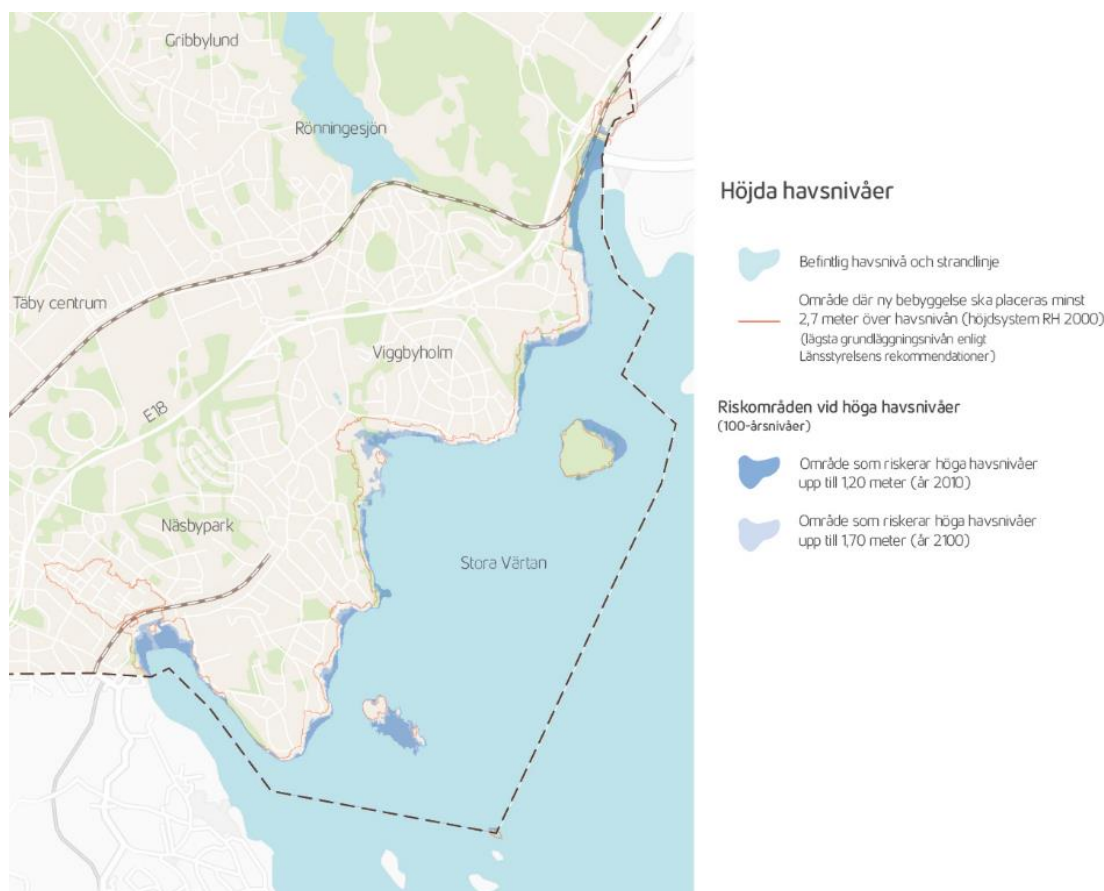 Gribbylund
Rönningesjön
Täby centrum
Viggbyholm
E18
Näsbypark
Stora Värtan
Höjda havsnivåer
Befintlig havsnivå och strandlinje
Område där ny bebyggelse ska placeras minst
2,7 meter över havsnivån (höjdsystem RH 2000)
(lägsta grundläggningsnivån enligt
Länsstyrelsens rekommendationer)
Riskområden vid höga havsnivåer
(100-årsnivåer)
Område som riskerar höga havsnivåer
upp till 1,20 meter (år 2010)
Område som riskerar höga havsnivåer
upp till 1,70 meter (år 2100)